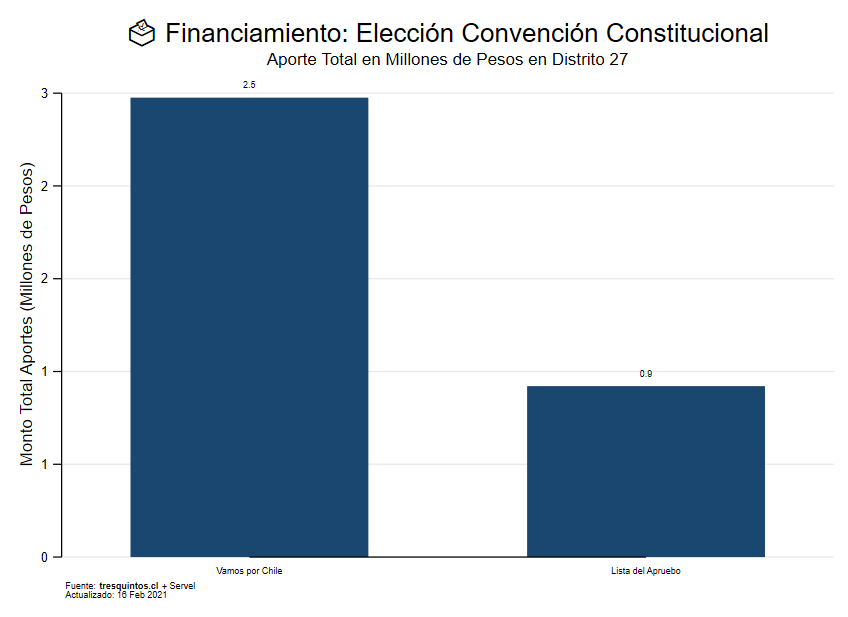 Financiamiento: Elección Convención Constitucional
Aporte Total en Millones de Pesos en Distrito 27
Monto Total Aportes (Millones de Pesos)
3
2
2
1
1
0
2.5
0.9
Vamos por Chile
Lista del Apruebo
Fuente: tresquintos.cl + Servel
Actualizado: 16 Feb 2021